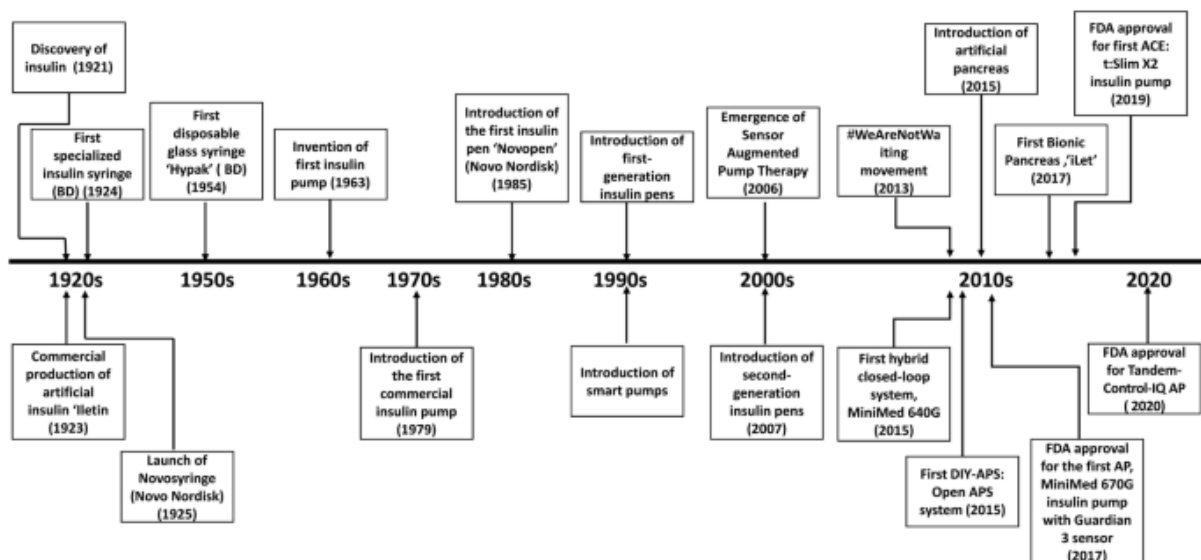 Discovery of
insulin (1921)
First
specialized
insulin syringe
(BD) (1924)
First
disposable
glass syringe
‘Hypak’ ( BD)
(1954)
Invention of
first insulin
pump (1963)
Introduction of
the first insulin
pen ‘Novopen’
(Novo Nordisk)
(1985)
Introduction of
first-
generation
insulin pens
Emergence of
Sensor
Augmented
Pump Therapy
(2006)
#WeAreNotWa
iting
movement
(2013)
Introduction of
artificial
pancreas
(2015)
First Bionic
Pancreas ,‘iLet’
(2017)
FDA approval
for first ACE:
t:Slim X2
insulin pump
(2019)
1920s
1950s
1960s
1970s
1980s
1990s
2000s
2010s
2020
Commercial
production of
artificial
insulin ‘Iletin
(1923)
Launch of
Novosyringe
(Novo Nordisk)
(1925)
Introduction of
the first
commercial
insulin pump
(1979)
Introduction of
smart pumps
Introduction of
second-
generation
insulin pens
(2007)
First hybrid
closed-loop
system,
MiniMed 640G
(2015)
First DIY-APS:
Open APS
system (2015)
FDA approval
for the first AP,
MiniMed 670G
insulin pump
with Guardian
3 sensor
(2017)
FDA approval
for Tandem-
Control-IQ AP
( 2020)